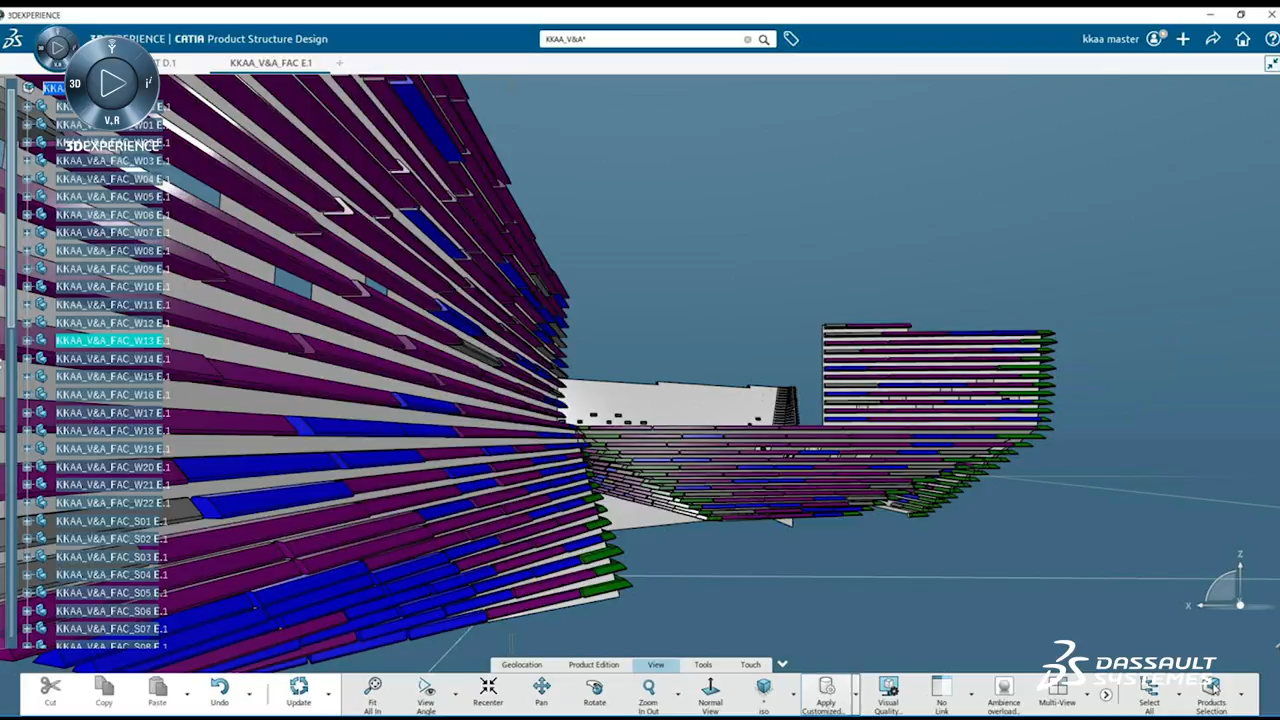 3DEXPERIENCE
3DEXPERIENCE | CATIA Product Structure Design
KKAA_V&A*
kkaa master
T D.1
KKAA_V&A_FAC E.1
3D
i²
V,R
3DEXPERIENCE
KKAA_V&A_FAC_W03 E.1
KKAA_V&A_FAC_W04 E.1
KKAA_V&A_FAC_W05 E.1
KKAA_V&A_FAC_W06 E.1
KKAA_V&A_FAC_W07 E.1
KKAA_V&A_FAC_W08 E.1
KKAA_V&A_FAC_W09 E.1
KKAA_V&A_FAC_W10 E.1
KKAA_V&A_FAC_W11 E.1
KKAA_V&A_FAC_W12 E.1
KKAA_V&A_FAC_W13 E.1
KKAA_V&A_FAC_W14 E.1
KKAA_V&A_FAC_W15 E.1
KKAA_V&A_FAC_W16 E.1
KKAA_V&A_FAC_W17 E.1
KKAA_V&A_FAC_W18 E.1
KKAA_V&A_FAC_W19 E.1
KKAA_V&A_FAC_W20 E.1
KKAA_V&A_FAC_W21 E.1
KKAA_V&A_FAC_W22 E.1
KKAA_V&A_FAC_S01 E.1
KKAA_V&A_FAC_S02 E.1
KKAA_V&A_FAC_S03 E.1
KKAA_V&A_FAC_S04 E.1
KKAA_V&A_FAC_S05 E.1
KKAA_V&A_FAC_S06 E.1
KKAA_V&A_FAC_S07 E.1
KKAA_V&A_FAC_S08 E.1
Z
X
Geolocation Product Edition View Tools Touch
DASSAULT
SYSTEMES
Cut
Copy
Paste
Undo
Update
Fit
All In
View
Angle
Recenter
Pan
Rotate
Zoom
In Out
Normal
View
* iso
Apply
Customized...
Visual
Quality...
No
Link
Ambience
overload...
Multi-View
Select
All
Products
Selection